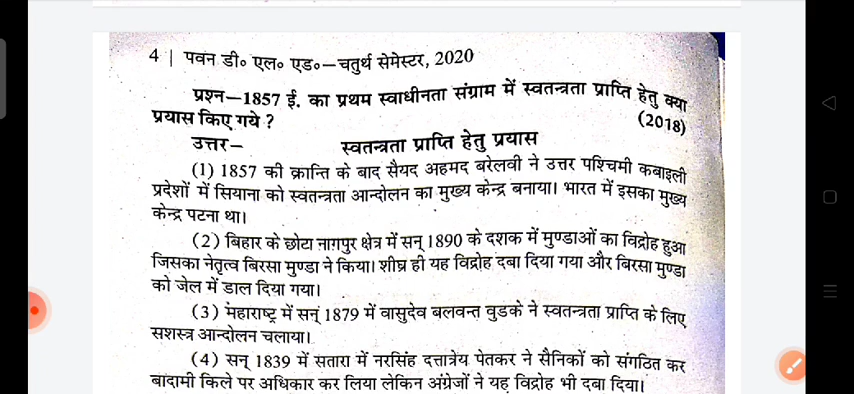 4 | पवन डी० एल० एड०—चतुर्थ सेमेस्टर, 2020
प्रश्न—1857 ई. का प्रथम स्वाधीनता संग्राम में स्वतन्त्रता प्राप्ति हेतु क्या
प्रयास किए गये ? (2018)
उत्तर— स्वतन्त्रता प्राप्ति हेतु प्रयास
(1) 1857 की क्रान्ति के बाद सैयद अहमद बरेलवी ने उत्तर पश्चिमी कबाइली
प्रदेशों में सियाना को स्वतन्त्रता आन्दोलन का मुख्य केन्द्र बनाया। भारत में इसका मुख्य
केन्द्र पटना था।
(2) बिहार के छोटा नागपुर क्षेत्र में सन् 1890 के दशक में मुण्डाओं का विद्रोह हुआ
जिसका नेतृत्व बिरसा मुण्डा ने किया। शीघ्र ही यह विद्रोह दबा दिया गया और बिरसा मुण्डा
को जेल में डाल दिया गया।
(3) महाराष्ट्र में सन् 1879 में वासुदेव बलवन्त वुडके ने स्वतन्त्रता प्राप्ति के लिए
सशस्त्र आन्दोलन चलाया।
(4) सन् 1839 में सतारा में नरसिंह दत्तात्रेय पेतकर ने सैनिकों को संगठित कर
बादामी किले पर अधिकार कर लिया लेकिन अंग्रेजों ने यह विद्रोह भी दबा दिया।